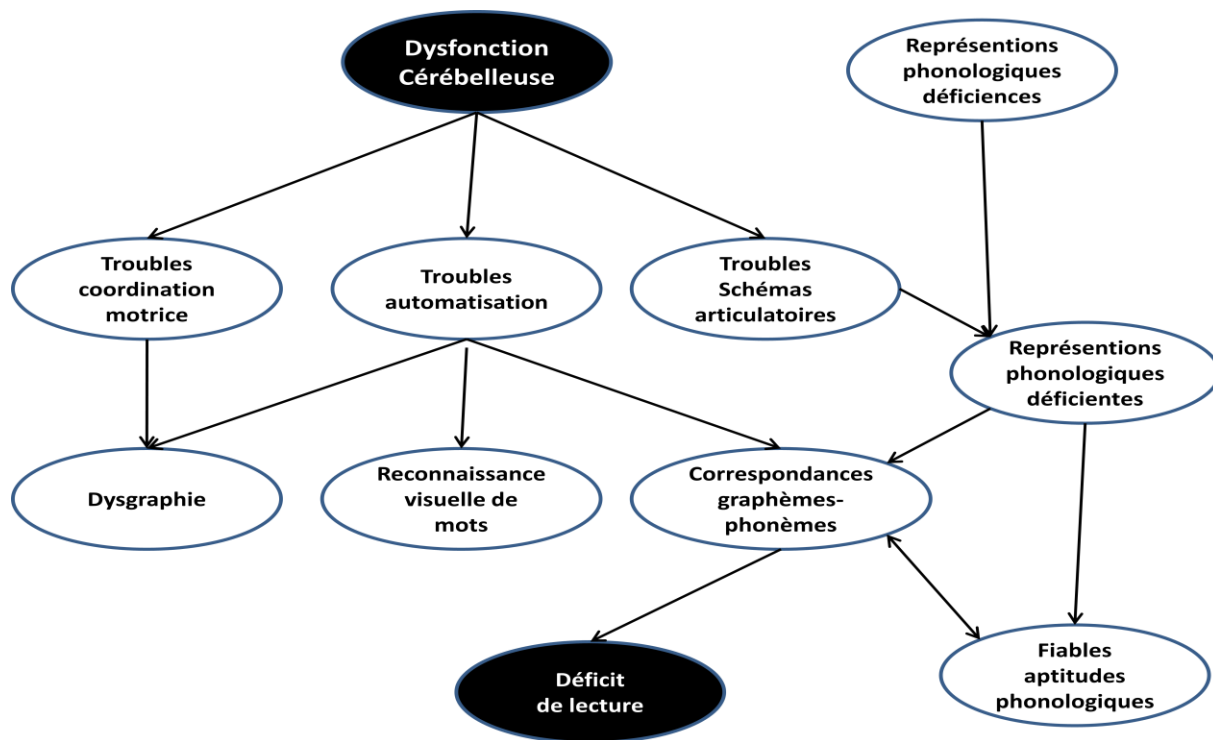 Dysfonction
Cérébelleuse
Représentions
phonologiques
déficiences
Troubles
coordination
motrice
Troubles
automatisation
Troubles
Schémas
articulatoires
Représentions
phonologiques
déficientes
Dysgraphie
Reconnaissance
visuelle de
mots
Correspondances
graphèmes-
phonèmes
Fiables
aptitudes
phonologiques
Déficit
de lecture